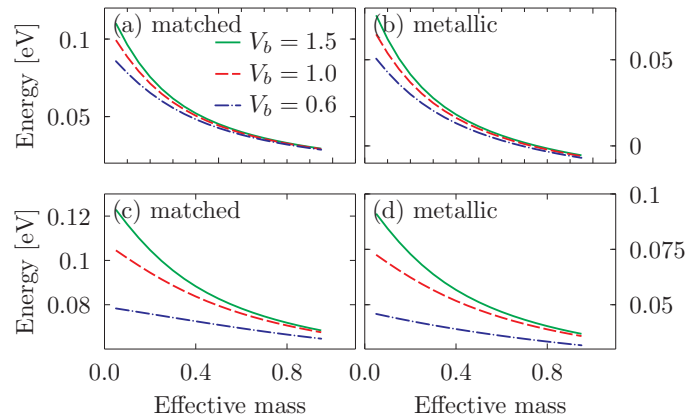 (a) matched
(b) metallic
0.1
0.05
Energy [eV]
V_b = 1.5
V_b = 1.0
V_b = 0.6
0.05
0
(c) matched
(d) metallic
0.12
0.1
0.08
Energy [eV]
0.1
0.075
0.05
0.0 0.4 0.8 0.4 0.8
Effective mass Effective mass